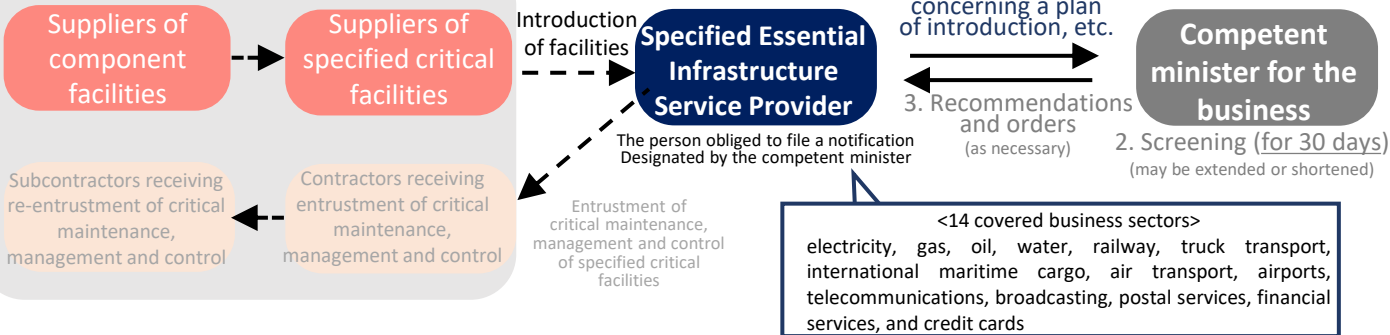 Suppliers of
component
facilities
Suppliers of
specified critical
facilities
Introduction
of facilities
Specified Essential
Infrastructure
Service Provider
The person obliged to file a notification
Designated by the competent minister
concerning a plan
of introduction, etc.
3. Recommendations
and orders
(as necessary)
Competent
minister for the
business
2. Screening (for 30 days)
(may be extended or shortened)
Subcontractors receiving
re-entrustment of critical
maintenance,
management and control
Contractors receiving
entrustment of critical
maintenance,
management and control
Entrustment of
critical maintenance,
management and control
of specified critical
facilities
<14 covered business sectors>
electricity, gas, oil, water, railway, truck transport,
international maritime cargo, air transport, airports,
telecommunications, broadcasting, postal services, financial
services, and credit cards